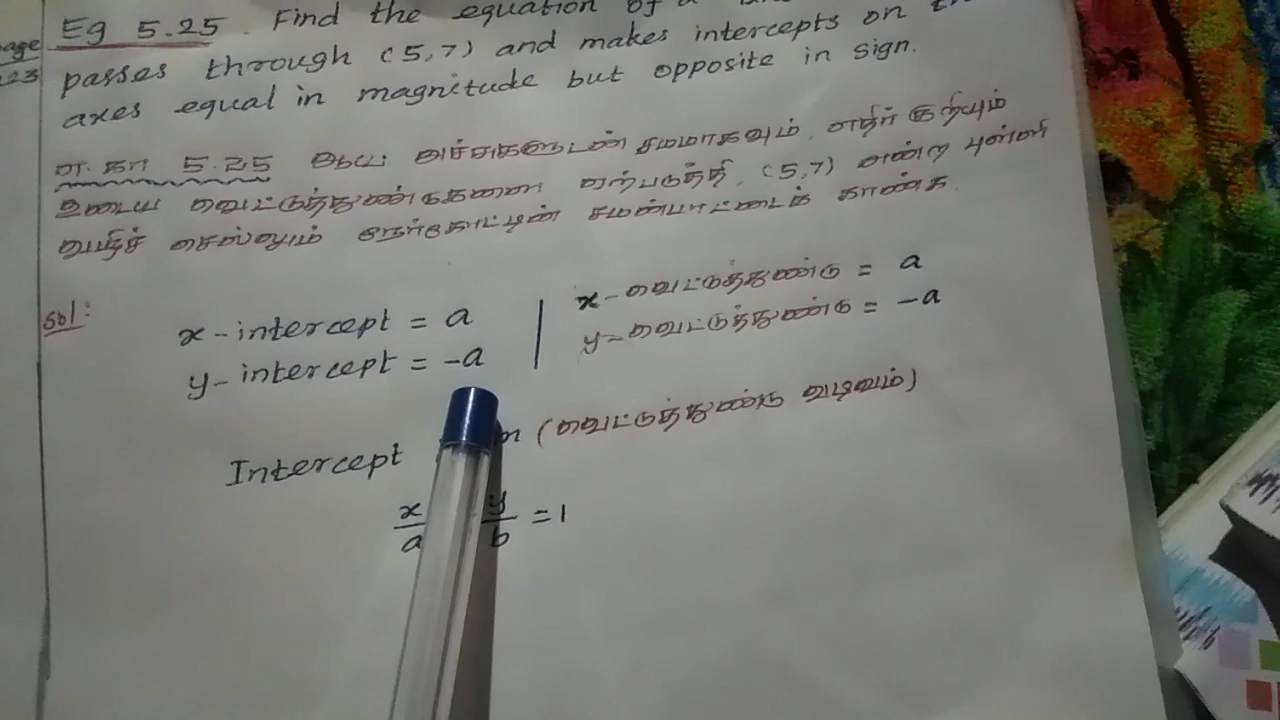 Eg 5.25. Find the equation of a
page
23
passes through (5,7) and makes intercepts on
axes equal in magnitude but opposite in sign.
எ.கா 5.25 ஆய அச்சுகளுடன் சமமாகவும், எதிர் குறியும்
உடைய வெட்டுத்துண்டுகளை ஏற்படுத்தி, (5,7) என்ற புள்ளி
வழிச் செல்லும் நேர்கோட்டின் சமன்பாட்டைக் காண்க.
Sol:
x-intercept = a
y-intercept = -a
x-வெட்டுத்துண்டு = a
y-வெட்டுத்துண்டு = -a
Intercept (வெட்டுத்துண்டு வடிவம்)
x/a y/b = 1